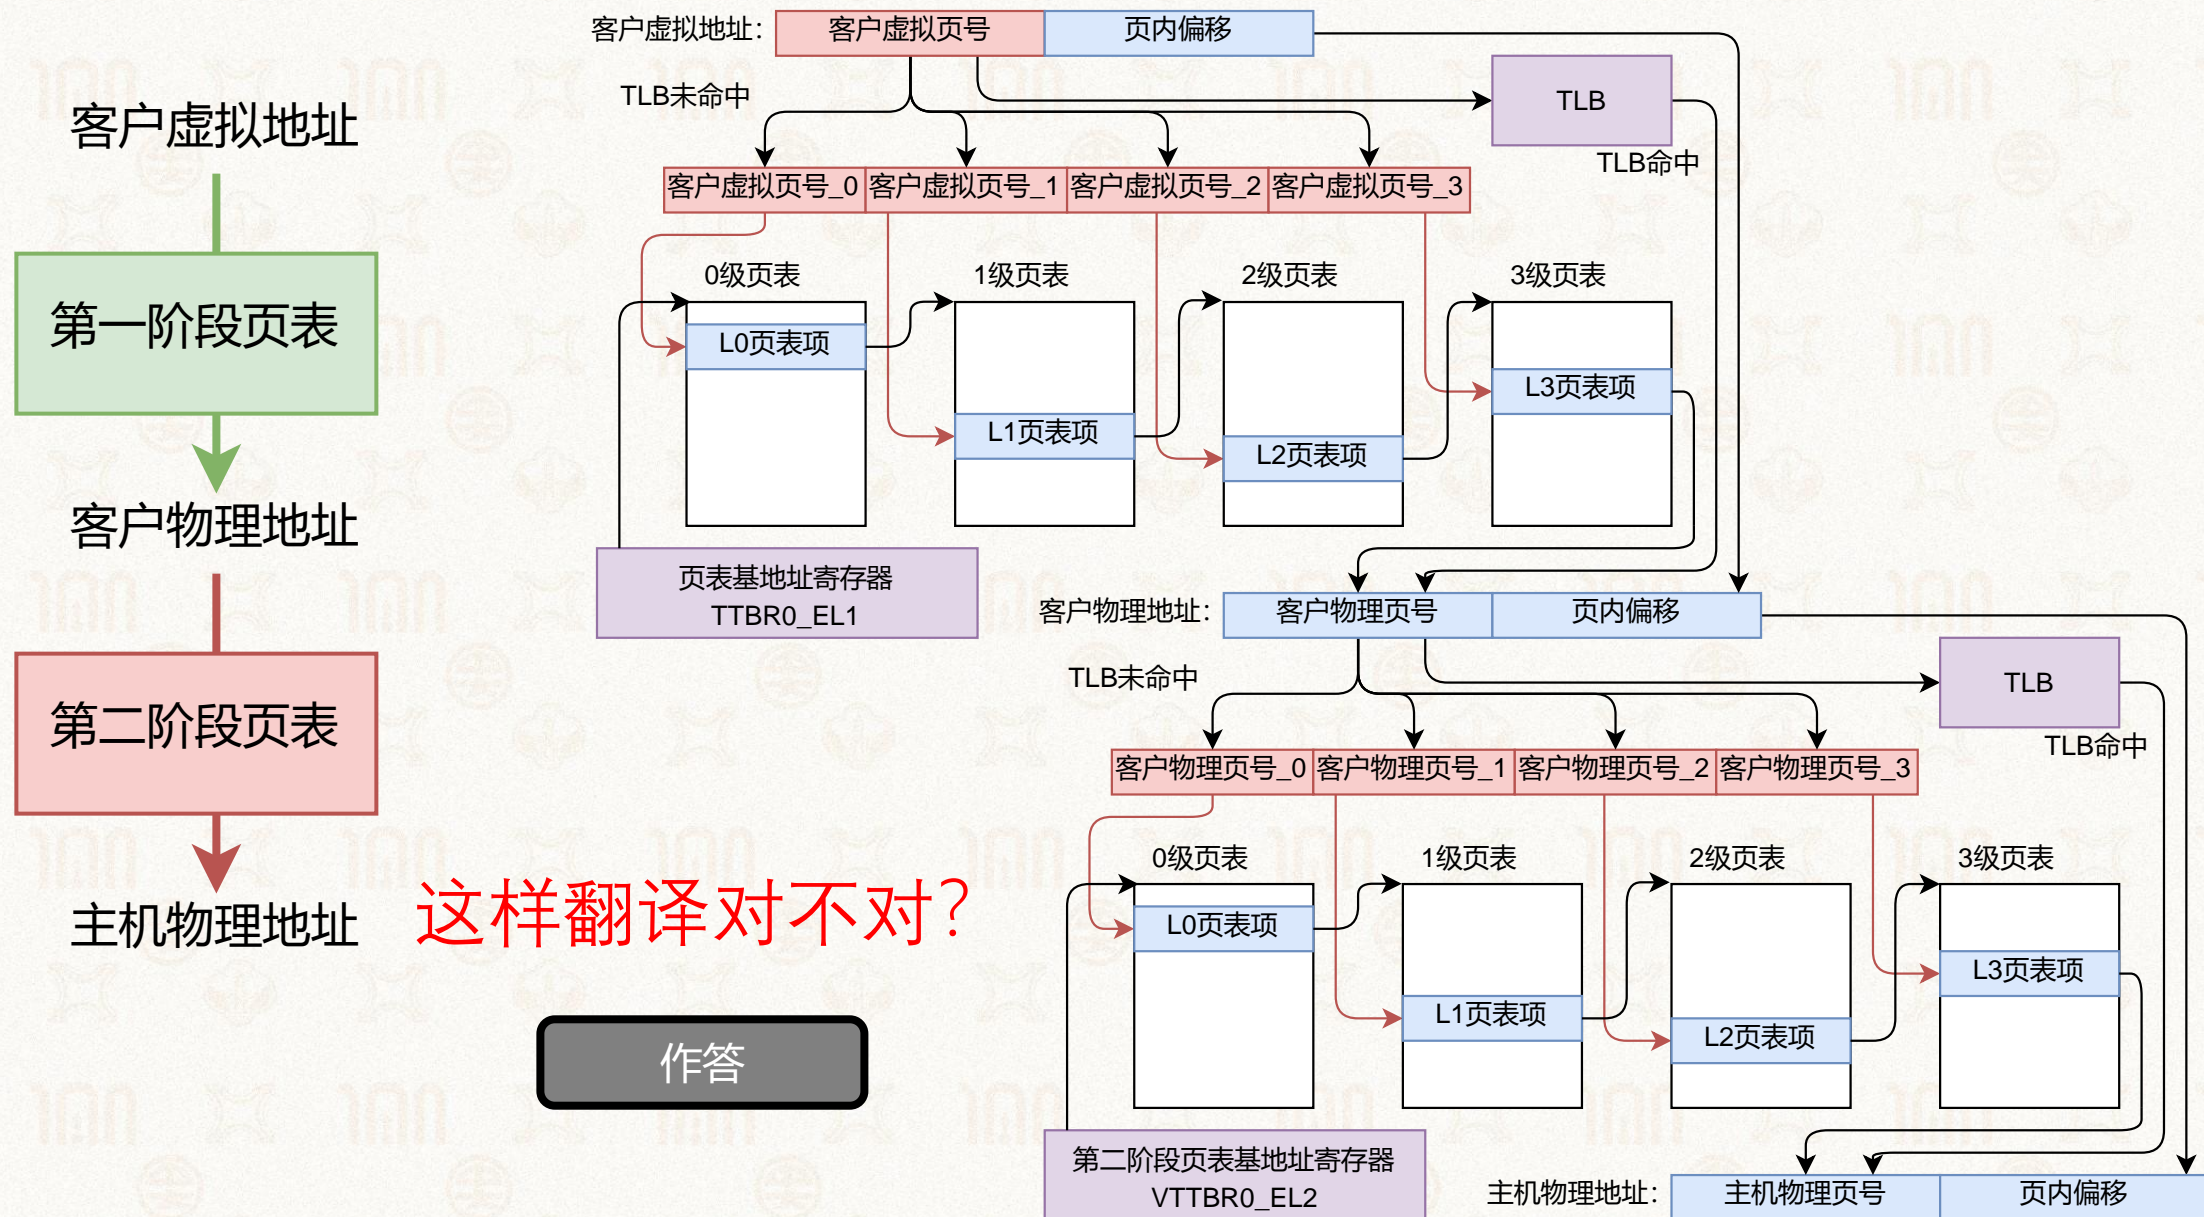 客户虚拟地址：
客户虚拟页号
页内偏移
TLB未命中
TLB
TLB命中
客户虚拟页号_0
客户虚拟页号_1
客户虚拟页号_2
客户虚拟页号_3
0级页表
1级页表
2级页表
3级页表
L0页表项
L1页表项
L2页表项
L3页表项
页表基地址寄存器
TTBR0_EL1
客户虚拟地址
第一阶段页表
客户物理地址
第二阶段页表
主机物理地址
这样翻译对不对？
作答
客户物理地址：
客户物理页号
页内偏移
TLB未命中
TLB
TLB命中
客户物理页号_0
客户物理页号_1
客户物理页号_2
客户物理页号_3
0级页表
1级页表
2级页表
3级页表
L0页表项
L1页表项
L2页表项
L3页表项
第二阶段页表基地址寄存器
VTTBR0_EL2
主机物理地址：
主机物理页号
页内偏移